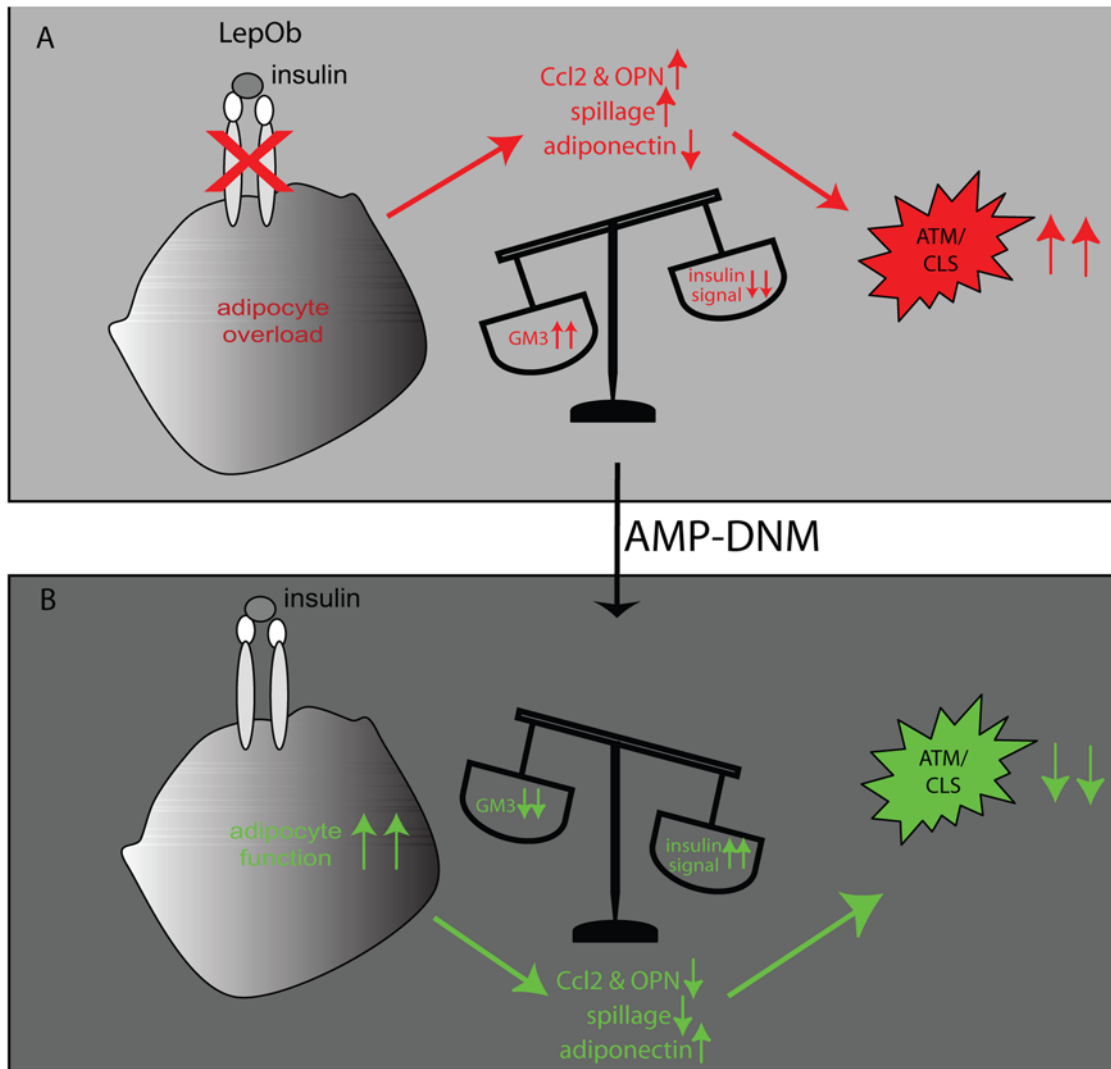 A
LepOb
insulin
Ccl2 & OPN ↑
spillage ↑
adiponectin ↓
adipocyte
overload
GM3 ↑↑
insulin
signal ↓↓
ATM/
CLS ↑↑
AMP-DNM
B
insulin
adipocyte
function ↑↑
GM3 ↓↓
insulin
signal ↑↑
ATM/
CLS ↓↓
Ccl2 & OPN ↓
spillage ↓
adiponectin ↑